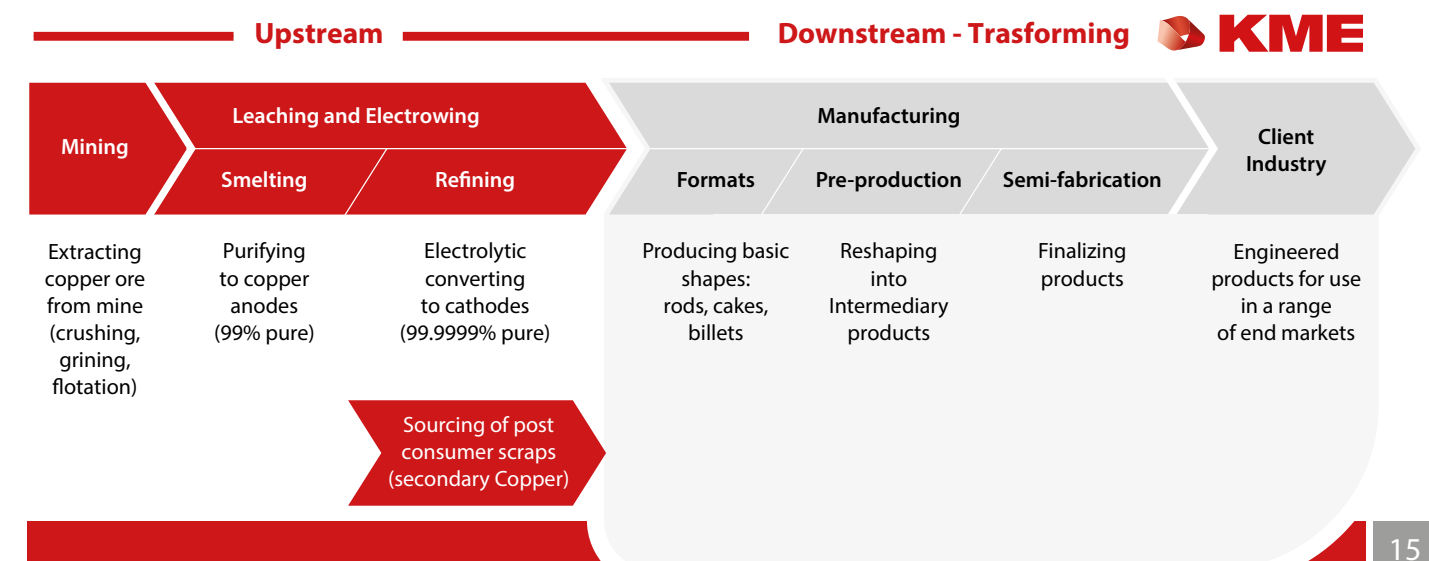 Upstream
Downstream - Trasforming
KME
Mining
Leaching and Electrowing
Smelting
Refining
Manufacturing
Formats
Pre-production
Semi-fabrication
Client
Industry
Extracting
copper ore
from mine
(crushing,
grining,
flotation)
Purifying
to copper
anodes
(99% pure)
Electrolytic
converting
to cathodes
(99.9999% pure)
Producing basic
shapes:
rods, cakes,
billets
Reshaping
into
Intermediary
products
Finalizing
products
Engineered
products for use
in a range
of end markets
Sourcing of post
consumer scraps
(secondary Copper)
15